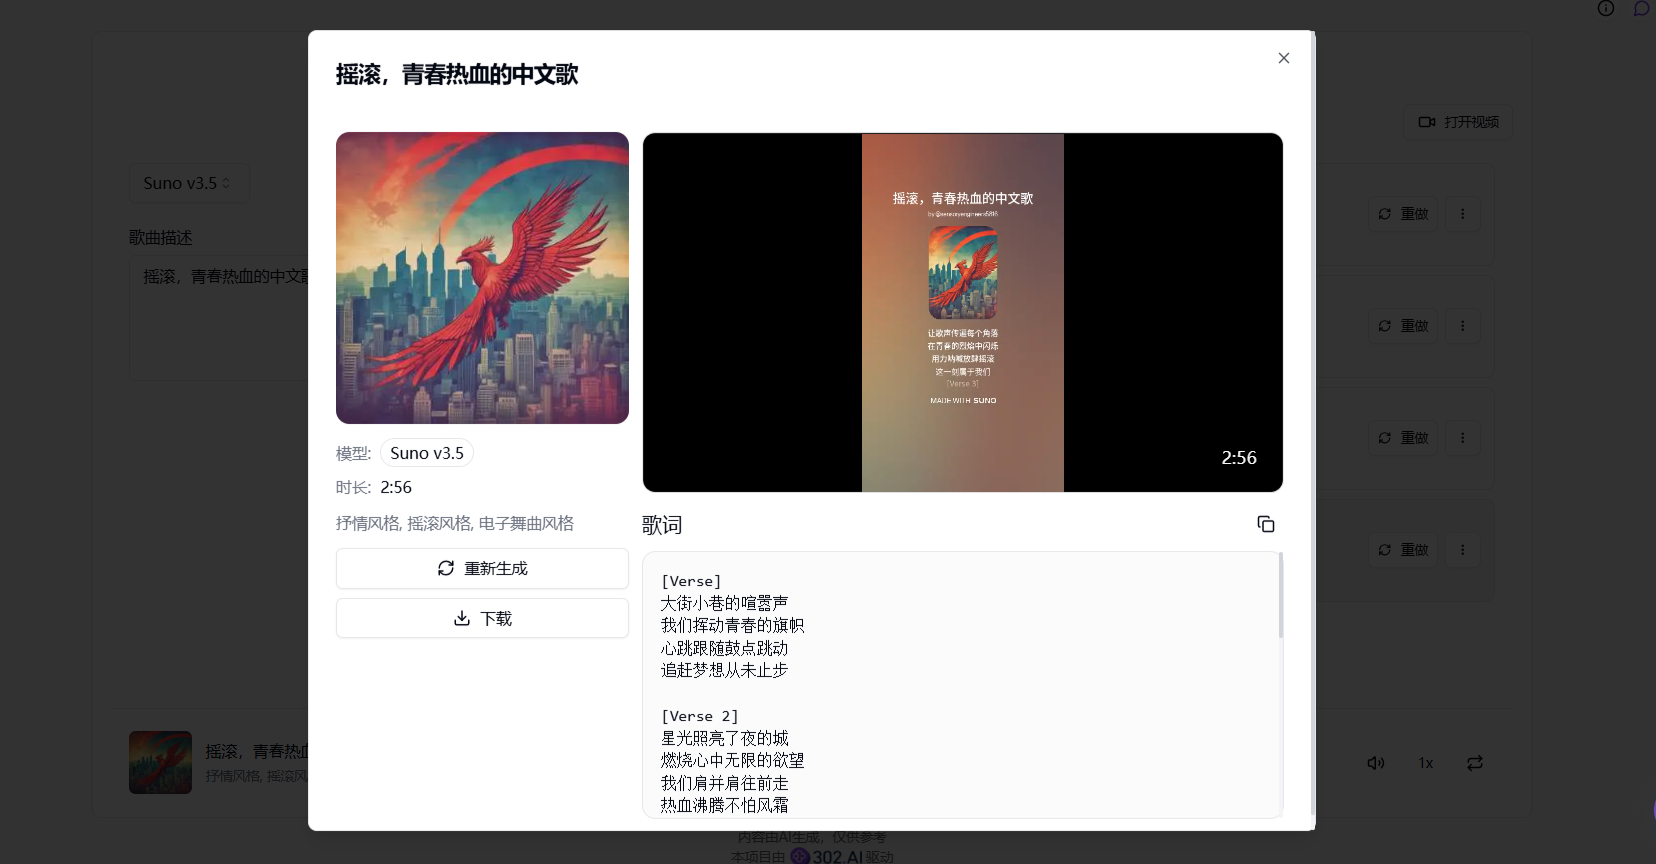 摇滚，青春热血的中文歌
打开视频
Suno v3.5
歌曲描述
摇滚，青春热血的中文歌
重做
重做
重做
重做
摇滚，青春热血的中文歌
让歌声传遍每个角落
在青春的烈焰中闪烁
用力呐喊放肆摇滚
这一刻属于我们
[Verse 3]
MADE WITH SUNO
2:56
模型: Suno v3.5
时长: 2:56
抒情风格, 摇滚风格, 电子舞曲风格
重新生成
下载
歌词
[Verse]
大街小巷的喧嚣声
我们挥动青春的旗帜
心跳跟随鼓点跳动
追赶梦想从未止步
[Verse 2]
星光照亮了夜的城
燃烧心中无限的欲望
我们肩并肩往前走
热血沸腾不怕风霜
摇滚，青春热血
抒情风格, 摇滚风
1x
内容由AI生成，仅供参考
本项目由 302.AI 驱动